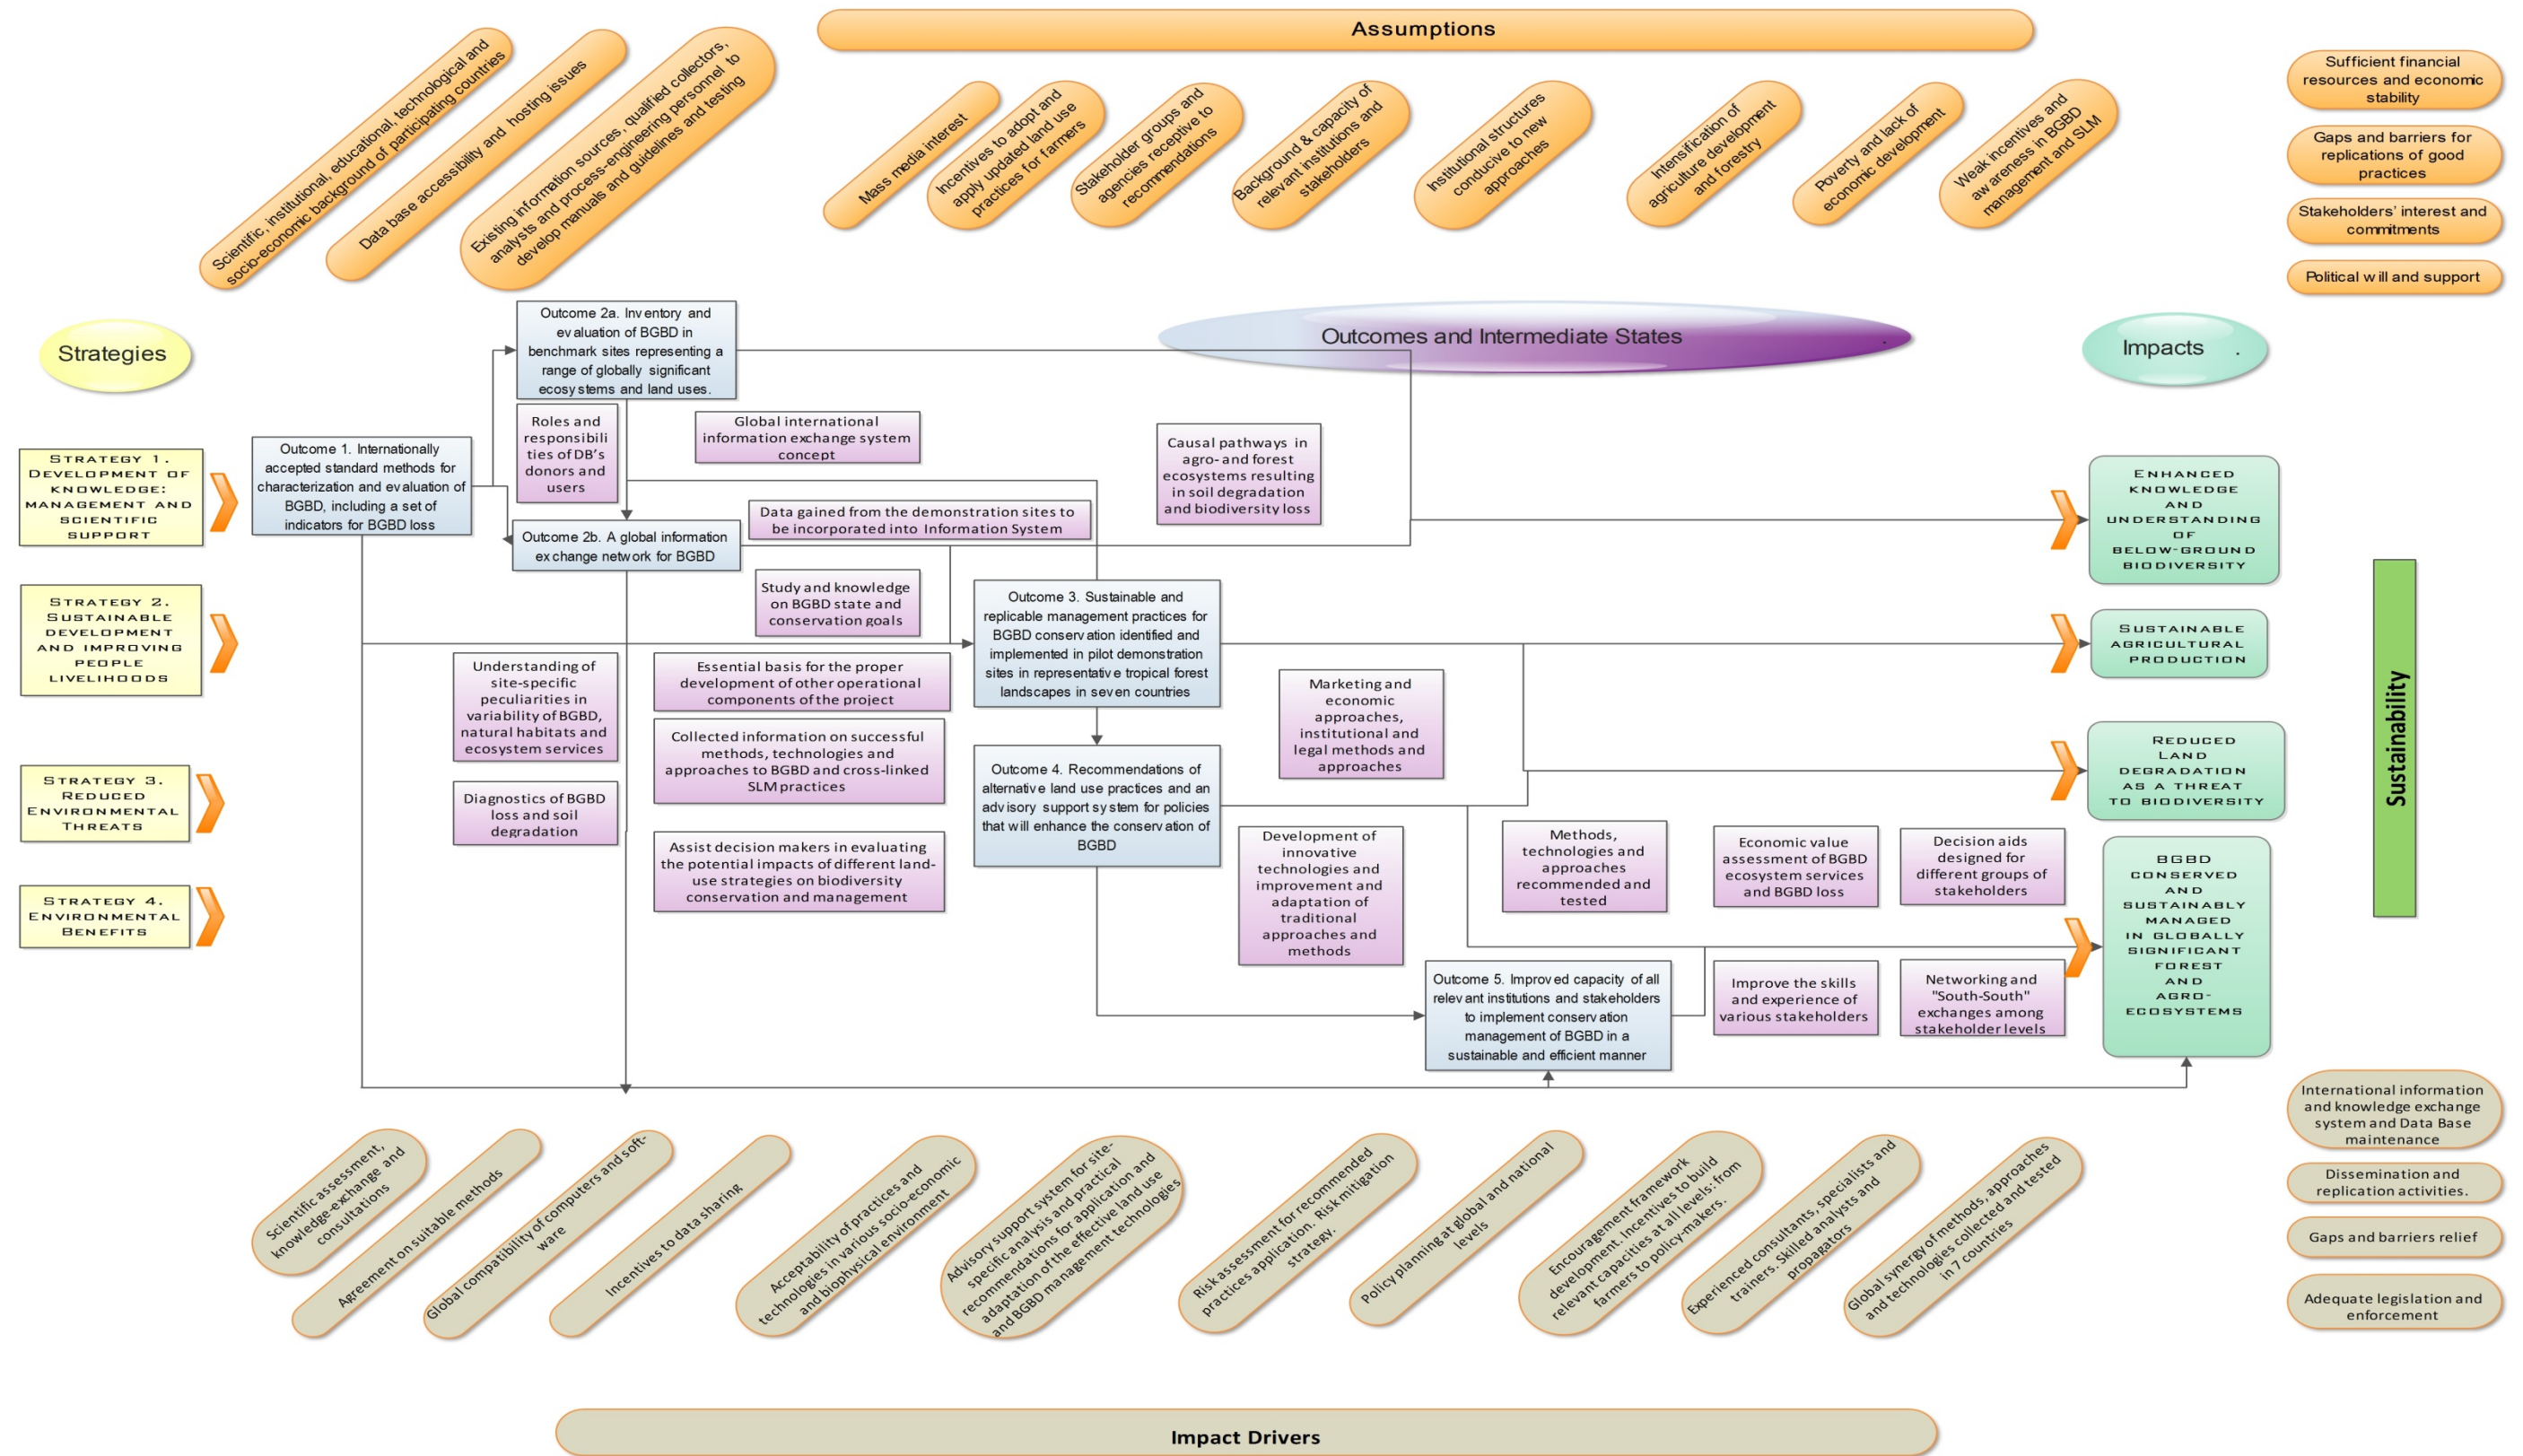 Assumptions
Scientific, institutional, educational, technological and
socio-economic background of participating countries
Data base accessibility and hosting issues
Existing information sources, qualified collectors,
analysts and process-engineering personnel to
develop manuals and guidelines and testing
Mass media interest
Incentives to adopt and
apply updated land use
practices for farmers
Stakeholder groups and
agencies receptive to
recommendations
Background & capacity of
relevant institutions and
stakeholders
Institutional structures
conducive to new
approaches
Intensification of
agriculture development
and forestry
Poverty and lack of
economic development
Weak incentives and
awareness in BGBD
management and SLM
Sufficient financial
resources and economic
stability
Gaps and barriers for
replications of good
practices
Stakeholders' interest and
commitments
Political will and support
Strategies
Outcomes and Intermediate States .
Impacts .
STRATEGY 1.
DEVELOPMENT OF
KNOWLEDGE:
MANAGEMENT AND
SCIENTIFIC
SUPPORT
STRATEGY 2.
SUSTAINABLE
DEVELOPMENT
AND IMPROVING
PEOPLE
LIVELIHOODS
STRATEGY 3.
REDUCED
ENVIRONMENTAL
THREATS
STRATEGY 4.
ENVIRONMENTAL
BENEFITS
Outcome 1. Internationally
accepted standard methods for
characterization and evaluation of
BGBD, including a set of
indicators for BGBD loss
Outcome 2a. Inventory and
evaluation of BGBD in
benchmark sites representing a
range of globally significant
ecosystems and land uses.
Roles and
responsibili
ties of DB's
donors and
users
Global international
information exchange system
concept
Outcome 2b. A global information
exchange network for BGBD
Data gained from the demonstration sites to
be incorporated into Information System
Causal pathways in
agro- and forest
ecosystems resulting
in soil degradation
and biodiversity loss
Study and knowledge
on BGBD state and
conservation goals
Understanding of
site-specific
peculiarities in
variability of BGBD,
natural habitats and
ecosystem services
Diagnostics of BGBD
loss and soil
degradation
Essential basis for the proper
development of other operational
components of the project
Collected information on successful
methods, technologies and
approaches to BGBD and cross-linked
SLM practices
Assist decision makers in evaluating
the potential impacts of different land-
use strategies on biodiversity
conservation and management
Outcome 3. Sustainable and
replicable management practices for
BGBD conservation identified and
implemented in pilot demonstration
sites in representative tropical forest
landscapes in seven countries
Outcome 4. Recommendations of
alternative land use practices and an
advisory support system for policies
that will enhance the conservation of
BGBD
Marketing and
economic
approaches,
institutional and
legal methods and
approaches
Development of
innovative
technologies and
improvement and
adaptation of
traditional
approaches and
methods
Methods,
technologies and
approaches
recommended and
tested
Economic value
assessment of BGBD
ecosystem services
and BGBD loss
Decision aids
designed for
different groups of
stakeholders
Outcome 5. Improved capacity of all
relevant institutions and stakeholders
to implement conservation
management of BGBD in a
sustainable and efficient manner
Improve the skills
and experience of
various stakeholders
Networking and
"South-South"
exchanges among
stakeholder levels
ENHANCED
KNOWLEDGE
AND
UNDERSTANDING
OF
BELOW-GROUND
BIODIVERSITY
SUSTAINABLE
AGRICULTURAL
PRODUCTION
REDUCED
LAND
DEGRADATION
AS A THREAT
TO BIODIVERSITY
BGBD
CONSERVED
AND
SUSTAINABLY
MANAGED
IN GLOBALLY
SIGNIFICANT
FOREST
AND
AGRO-
ECOSYSTEMS
Sustainability
Scientific assessment,
knowledge-exchange and
consultations
Agreement on suitable methods
Global compatibility of computers and soft-
ware
Incentives to data sharing
Acceptability of practices and
technologies in various socio-economic
and biophysical environment
Advisory support system for site-
specific analysis and practical
recommendations for application and
adaptation of the effective land use
and BGBD management technologies
Risk assessment for recommended
practices application. Risk mitigation
strategy.
Policy planning at global and national
levels
Encouragement framework
development. Incentives to build
relevant capacities at all levels: from
farmers to policy-makers.
Experienced consultants, specialists and
trainers. Skilled analysts and
propagators
Global synergy of methods, approaches
and technologies collected and tested
in 7 countries
International information
and knowledge exchange
system and Data Base
maintenance
Dissemination and
replication activities.
Gaps and barriers relief
Adequate legislation and
enforcement
Impact Drivers